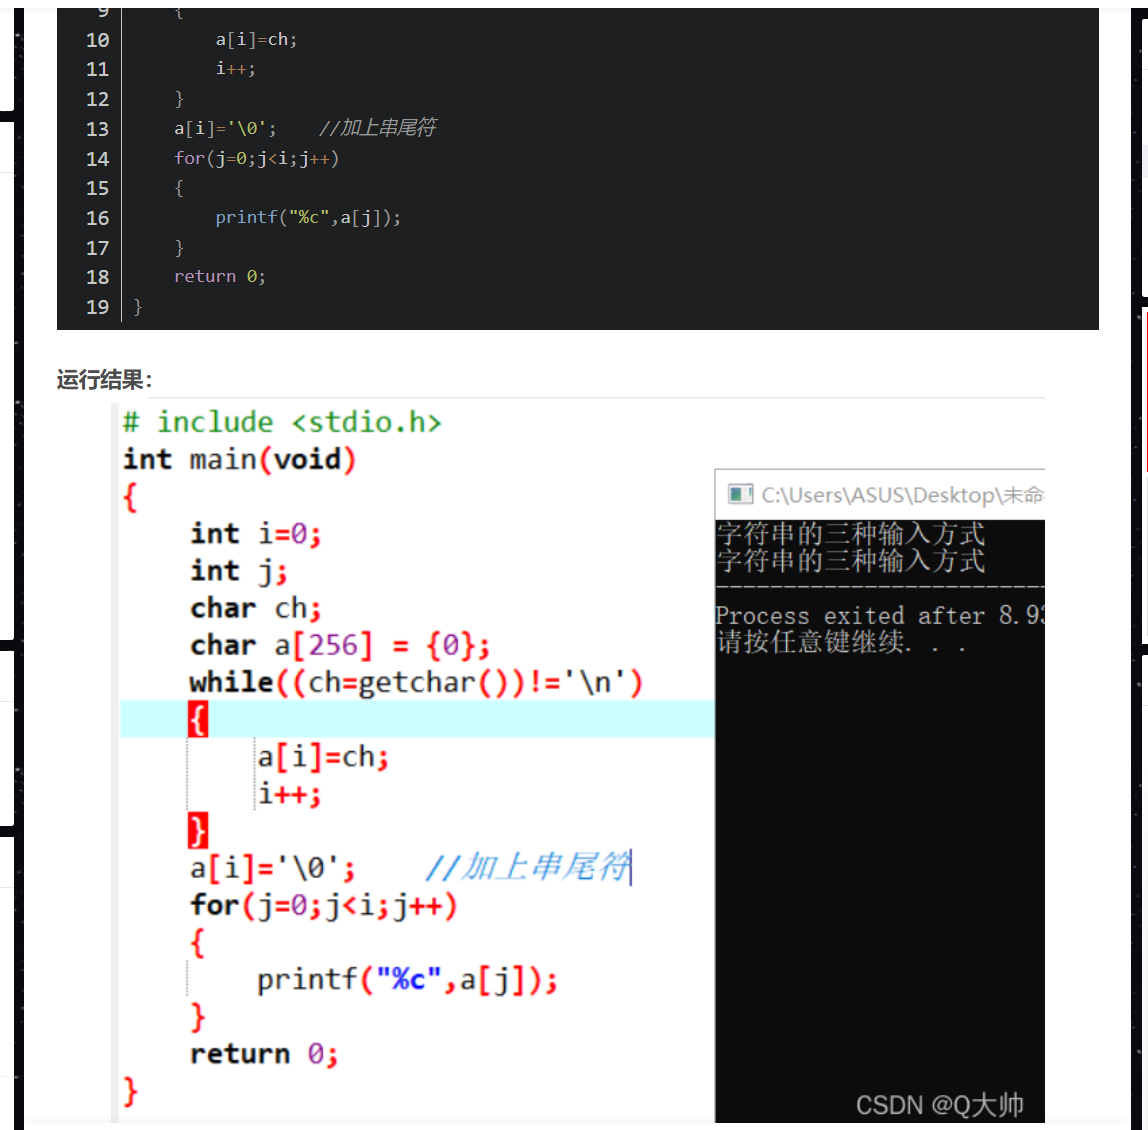 9 {
10 a[i]=ch;
11 i++;
12 }
13 a[i]='\0'; //加上串尾符
14 for(j=0;j<i;j++)
15 {
16 printf("%c",a[j]);
17 }
18 return 0;
19 }
运行结果：
# include <stdio.h>
int main(void)
{
int i=0;
int j;
char ch;
char a[256] = {0};
while((ch=getchar())!='\n')
{
a[i]=ch;
i++;
}
a[i]='\0'; //加上串尾符
for(j=0;j<i;j++)
{
printf("%c",a[j]);
}
return 0;
}
C:\Users\ASUS\Desktop\未命
字符串的三种输入方式
字符串的三种输入方式
--------------------------
Process exited after 8.93
请按任意键继续. . .
CSDN @Q大帅